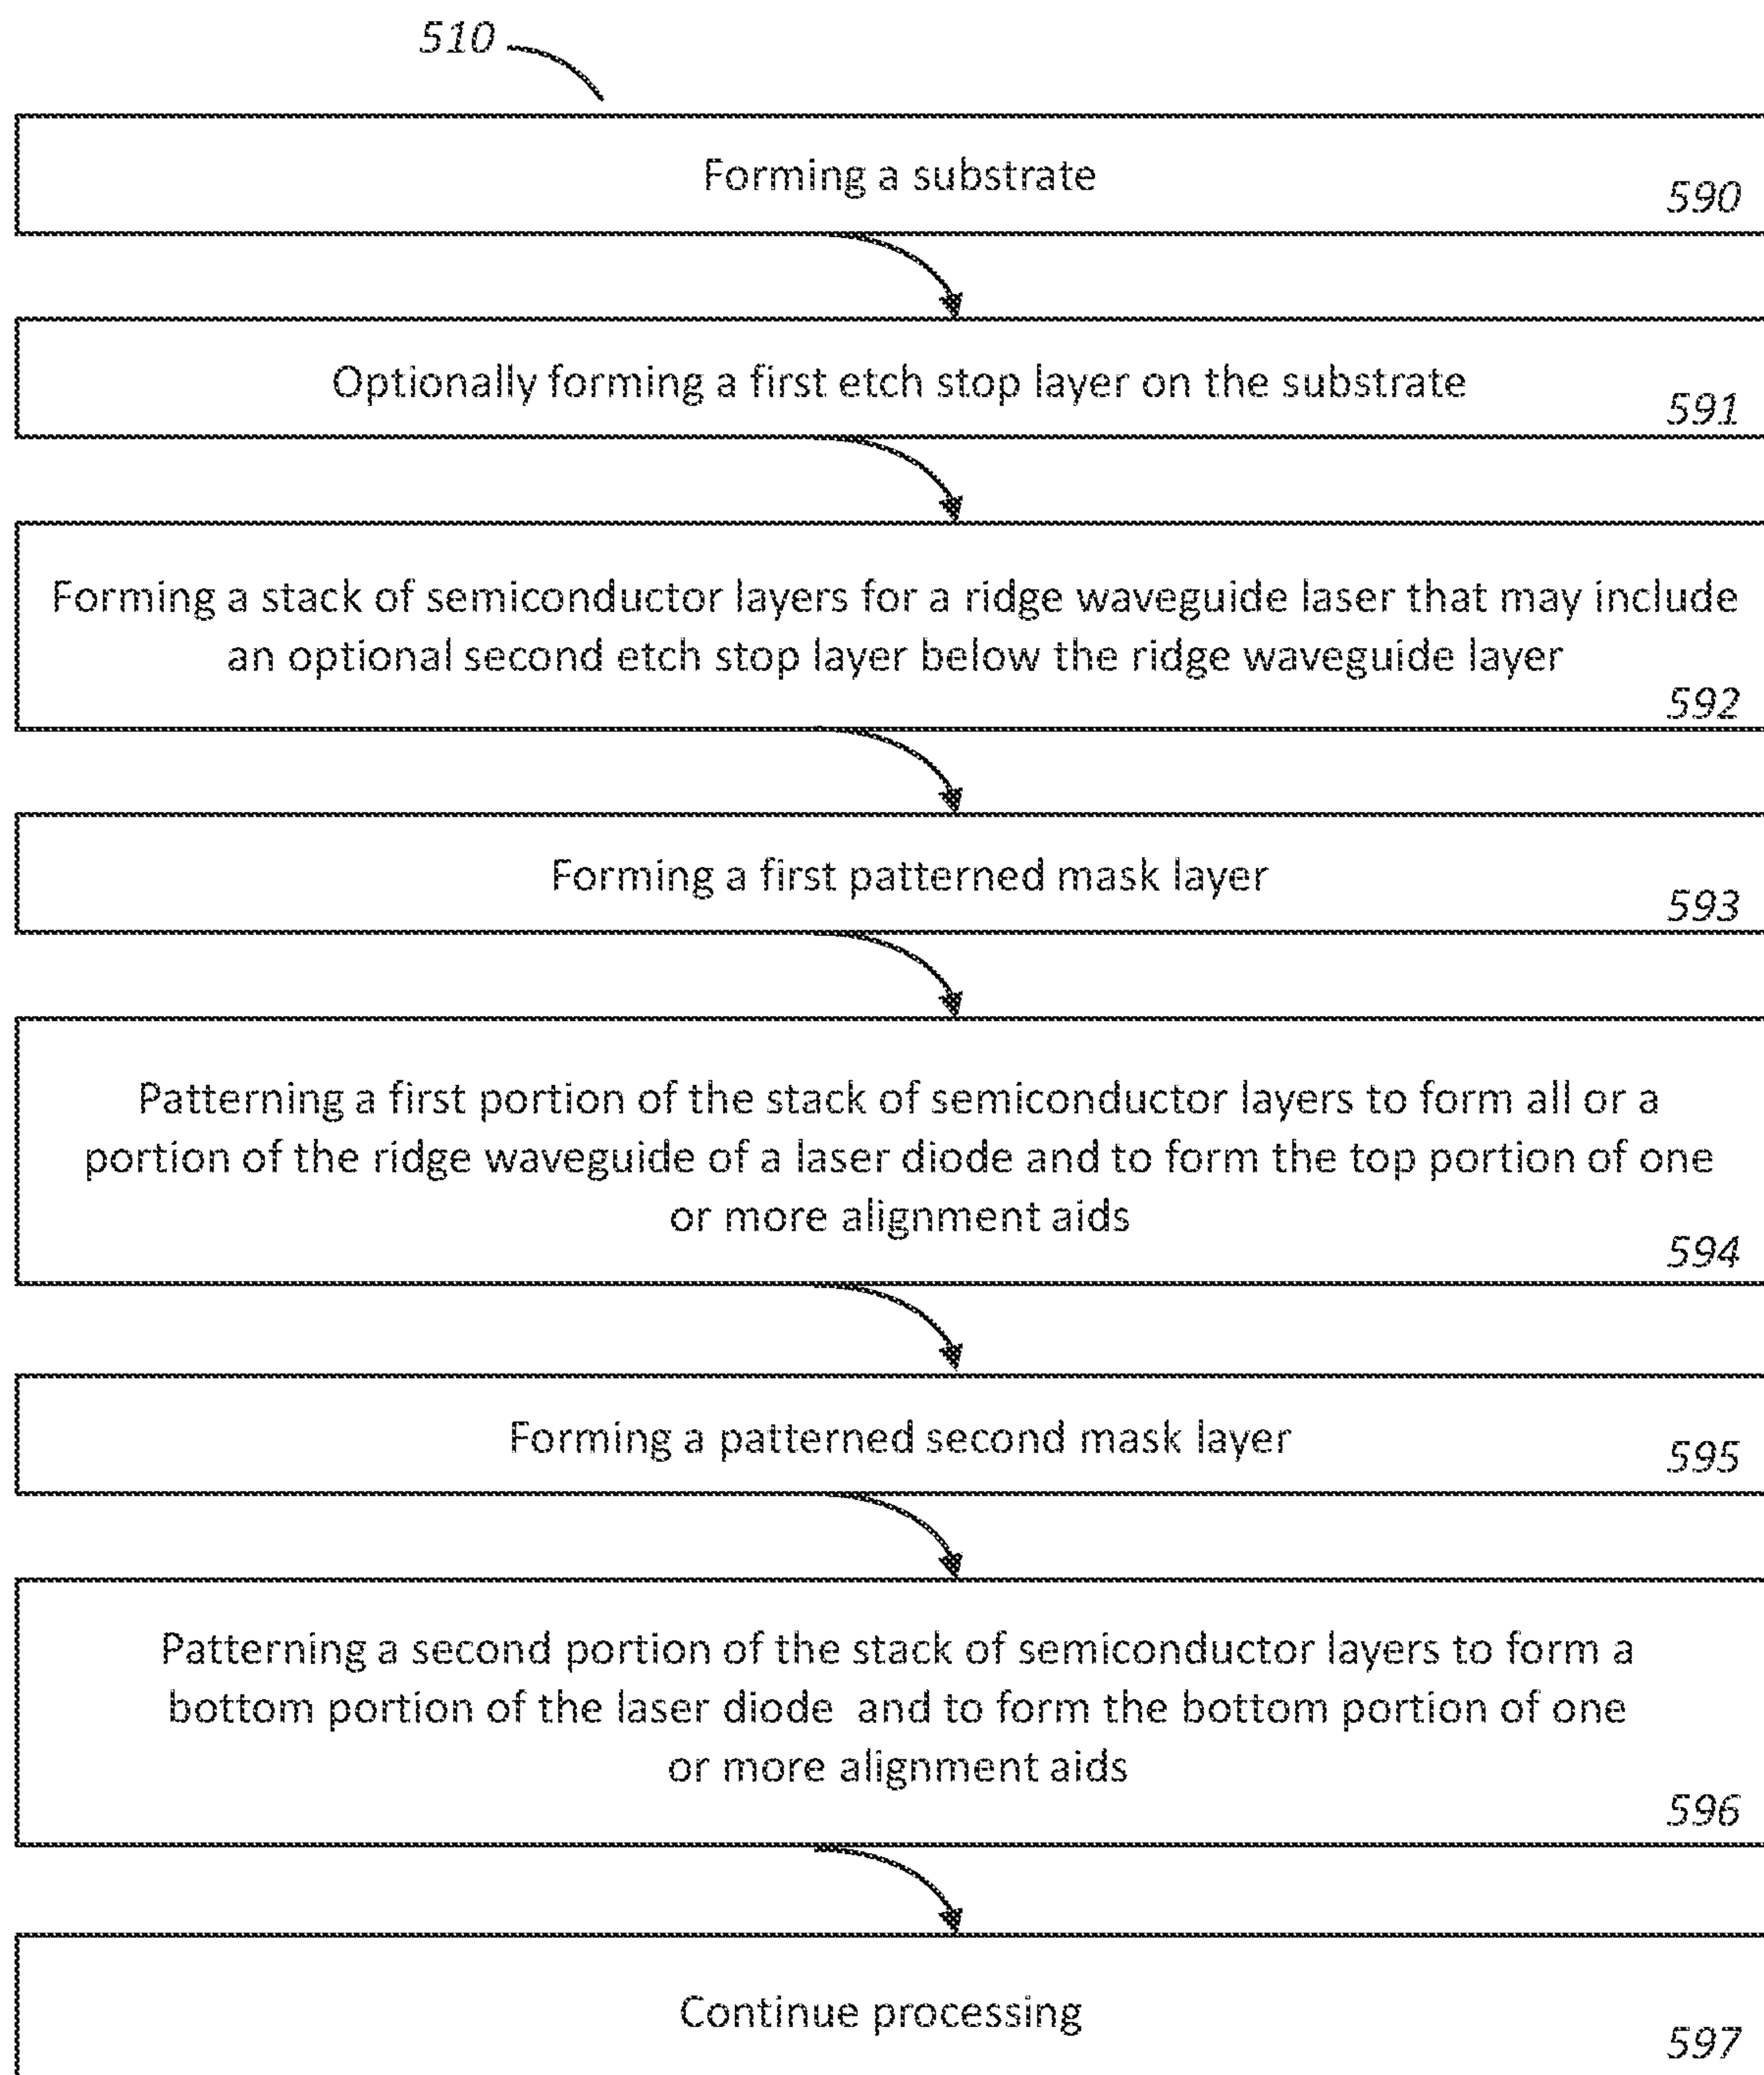 510
Forming a substrate
590
Optionally forming a first etch stop layer on the substrate
591
Forming a stack of semiconductor layers for a ridge waveguide laser that may include
an optional second etch stop layer below the ridge waveguide layer
592
Forming a first patterned mask layer
593
Patterning a first portion of the stack of semiconductor layers to form all or a
portion of the ridge waveguide of a laser diode and to form the top portion of one
or more alignment aids
594
Forming a patterned second mask layer
595
Patterning a second portion of the stack of semiconductor layers to form a
bottom portion of the laser diode  and to form the bottom portion of one
or more alignment aids
596
Continue processing
597